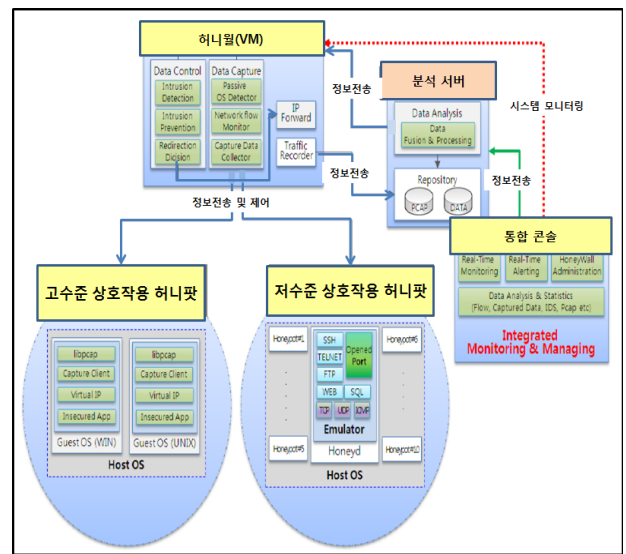 허니월(VM)
Data Control
Data Capture
Intrusion
Detection
Passive
OS Detector
Intrusion
Prevention
Network flow
Monitor
Redirection
Dicision
Capture Data
Collector
IP
Forward
Traffic
Recorder
정보전송
분석 서버
Data Analysis
Data
Fusion & Processing
Repository
PCAP
DATA
시스템 모니터링
정보전송
정보전송
정보전송 및 제어
통합 콘솔
Real-Time
Monitoring
Real-Time
Alerting
HoneyWall
Administration
Data Analysis & Statistics
(Flow, Captured Data, IDS, Pcap etc)
Integrated
Monitoring & Managing
고수준 상호작용 허니팟
libpcap
libpcap
Capture Client
Capture Client
Virtual IP
Virtual IP
Insecured App
Insecured App
Guest OS (WIN)
Guest OS (UNIX)
Host OS
저수준 상호작용 허니팟
Honeypot#1
SSH
TELNET
FTP
Opened
Port
Honeypot#6
WEB
SQL
TCP
UDP
ICMP
Emulator
Honeypot#5
Honeyd
Honeypot#10
Host OS